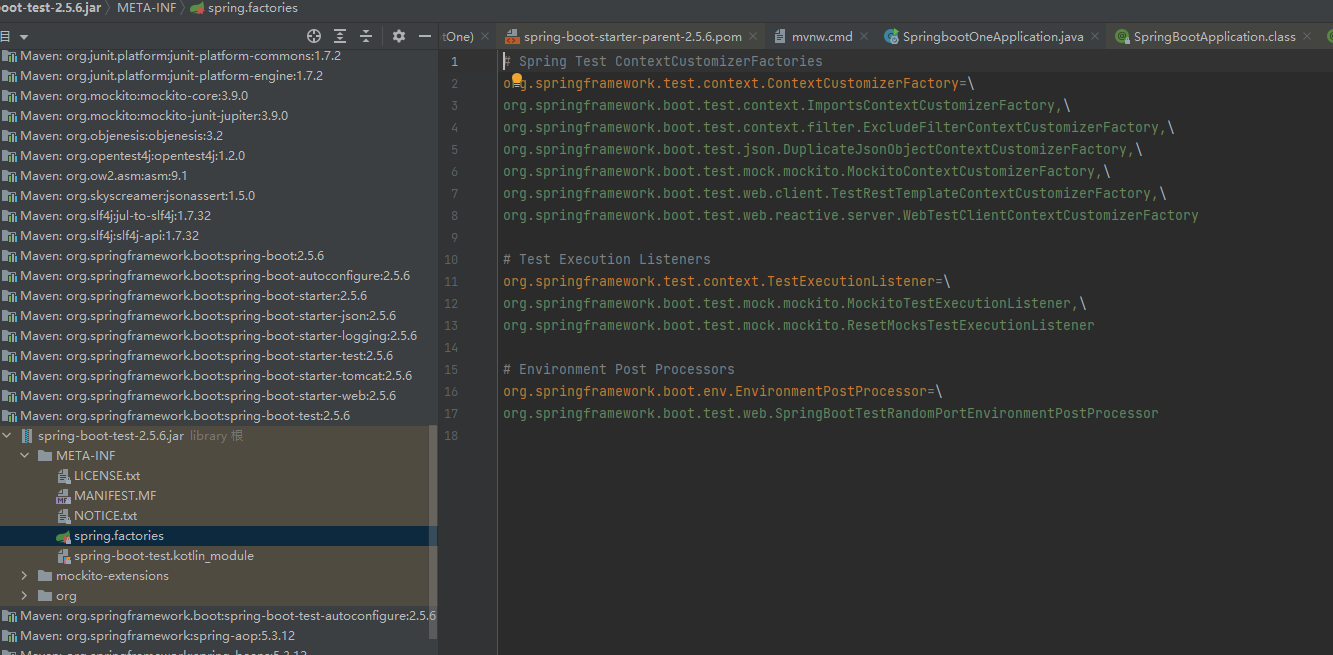 oot-test-2.5.6.jar META-INF spring.factories
目
tOne) spring-boot-starter-parent-2.5.6.pom mvnw.cmd SpringbootOneApplication.java SpringBootApplication.class
Maven: org.junit.platform:junit-platform-commons:1.7.2
Maven: org.junit.platform:junit-platform-engine:1.7.2
Maven: org.mockito:mockito-core:3.9.0
Maven: org.mockito:mockito-junit-jupiter:3.9.0
Maven: org.objenesis:objenesis:3.2
Maven: org.opentest4j:opentest4j:1.2.0
Maven: org.ow2.asm:asm:9.1
Maven: org.skyscreamer:jsonassert:1.5.0
Maven: org.slf4j:jul-to-slf4j:1.7.32
Maven: org.slf4j:slf4j-api:1.7.32
Maven: org.springframework.boot:spring-boot:2.5.6
Maven: org.springframework.boot:spring-boot-autoconfigure:2.5.6
Maven: org.springframework.boot:spring-boot-starter:2.5.6
Maven: org.springframework.boot:spring-boot-starter-json:2.5.6
Maven: org.springframework.boot:spring-boot-starter-logging:2.5.6
Maven: org.springframework.boot:spring-boot-starter-test:2.5.6
Maven: org.springframework.boot:spring-boot-starter-tomcat:2.5.6
Maven: org.springframework.boot:spring-boot-starter-web:2.5.6
Maven: org.springframework.boot:spring-boot-test:2.5.6
spring-boot-test-2.5.6.jar library 根
META-INF
LICENSE.txt
MANIFEST.MF
NOTICE.txt
spring.factories
spring-boot-test.kotlin_module
mockito-extensions
org
Maven: org.springframework.boot:spring-boot-test-autoconfigure:2.5.6
Maven: org.springframework:spring-aop:5.3.12
Maven: org.springframework:spring-beans:5.3.12
1 # Spring Test ContextCustomizerFactories
2 org.springframework.test.context.ContextCustomizerFactory=\
3 org.springframework.boot.test.context.ImportsContextCustomizerFactory,\
4 org.springframework.boot.test.context.filter.ExcludeFilterContextCustomizerFactory,\
5 org.springframework.boot.test.json.DuplicateJsonObjectContextCustomizerFactory,\
6 org.springframework.boot.test.mock.mockito.MockitoContextCustomizerFactory,\
7 org.springframework.boot.test.web.client.TestRestTemplateContextCustomizerFactory,\
8 org.springframework.boot.test.web.reactive.server.WebTestClientContextCustomizerFactory
9
10 # Test Execution Listeners
11 org.springframework.test.context.TestExecutionListener=\
12 org.springframework.boot.test.mock.mockito.MockitoTestExecutionListener,\
13 org.springframework.boot.test.mock.mockito.ResetMocksTestExecutionListener
14
15 # Environment Post Processors
16 org.springframework.boot.env.EnvironmentPostProcessor=\
17 org.springframework.boot.test.web.SpringBootTestRandomPortEnvironmentPostProcessor
18